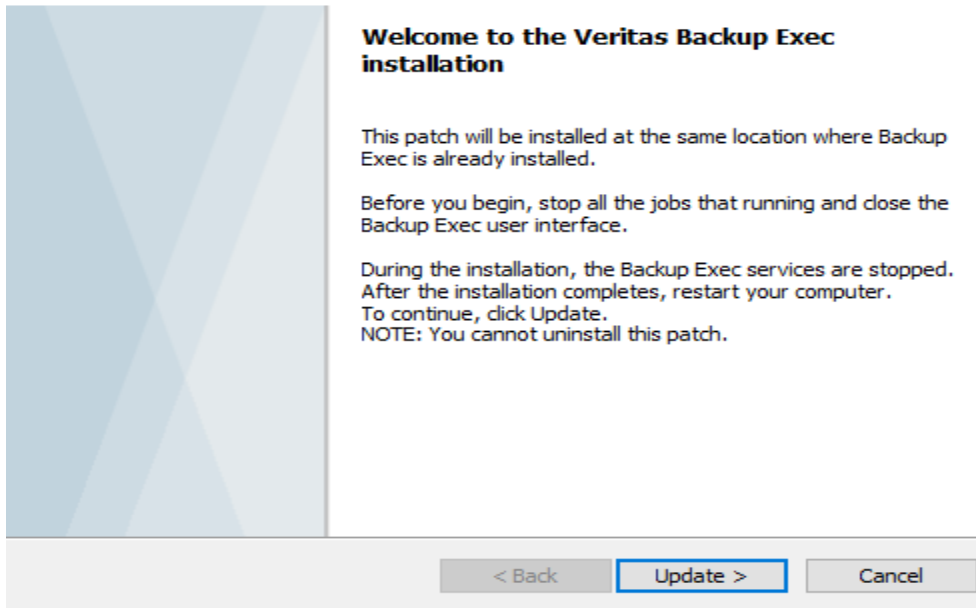 Welcome to the Veritas Backup Exec
installation
This patch will be installed at the same location where Backup
Exec is already installed.
Before you begin, stop all the jobs that running and close the
Backup Exec user interface.
During the installation, the Backup Exec services are stopped.
After the installation completes, restart your computer.
To continue, click Update.
NOTE: You cannot uninstall this patch.
< Back
Update >
Cancel